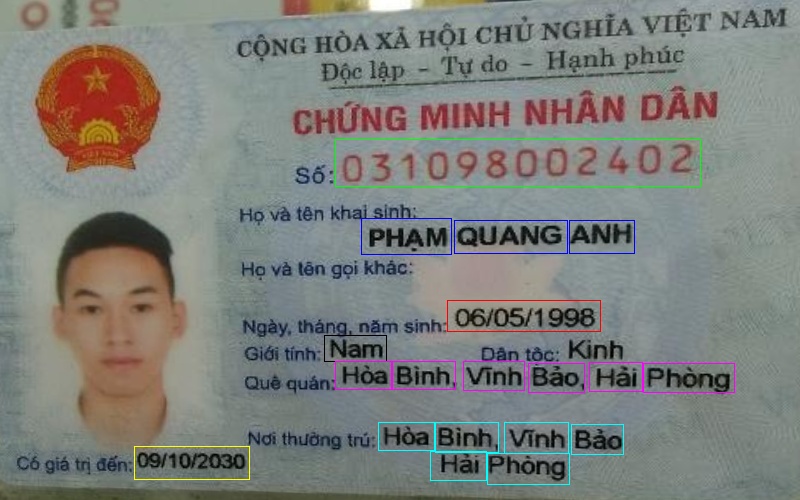 CỘNG HÒA XÃ HỘI CHỦ NGHĨA VIỆT NAM
Độc lập - Tự do - Hạnh phúc
CHỨNG MINH NHÂN DÂN
Số: 031098002402
Họ và tên khai sinh:
PHẠM QUANG ANH
Họ và tên gọi khác:
Ngày, tháng, năm sinh: 06/05/1998
Giới tính: Nam Dân tộc: Kinh
Quê quán: Hòa Bình, Vĩnh Bảo, Hải Phòng
Nơi thường trú: Hòa Bình, Vĩnh Bảo
Hải Phòng
Có giá trị đến: 09/10/2030